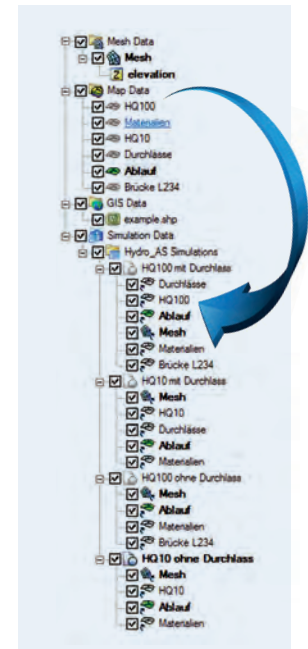 Mesh Data
Mesh
Z elevation
Map Data
HQ100
Materialien
HQ10
Durchlässe
Ablauf
Brücke L234
GIS Data
example.shp
Simulation Data
Hydro_AS Simulations
HQ100 mit Durchlass
Durchlässe
HQ100
Ablauf
Mesh
Materialien
Brücke L234
HQ10 mit Durchlass
Mesh
HQ10
Durchlässe
Ablauf
Materialien
HQ100 ohne Durchlass
Mesh
Ablauf
Materialien
Brücke L234
HQ10 ohne Durchlass
Mesh
HQ10
Ablauf
Materialien